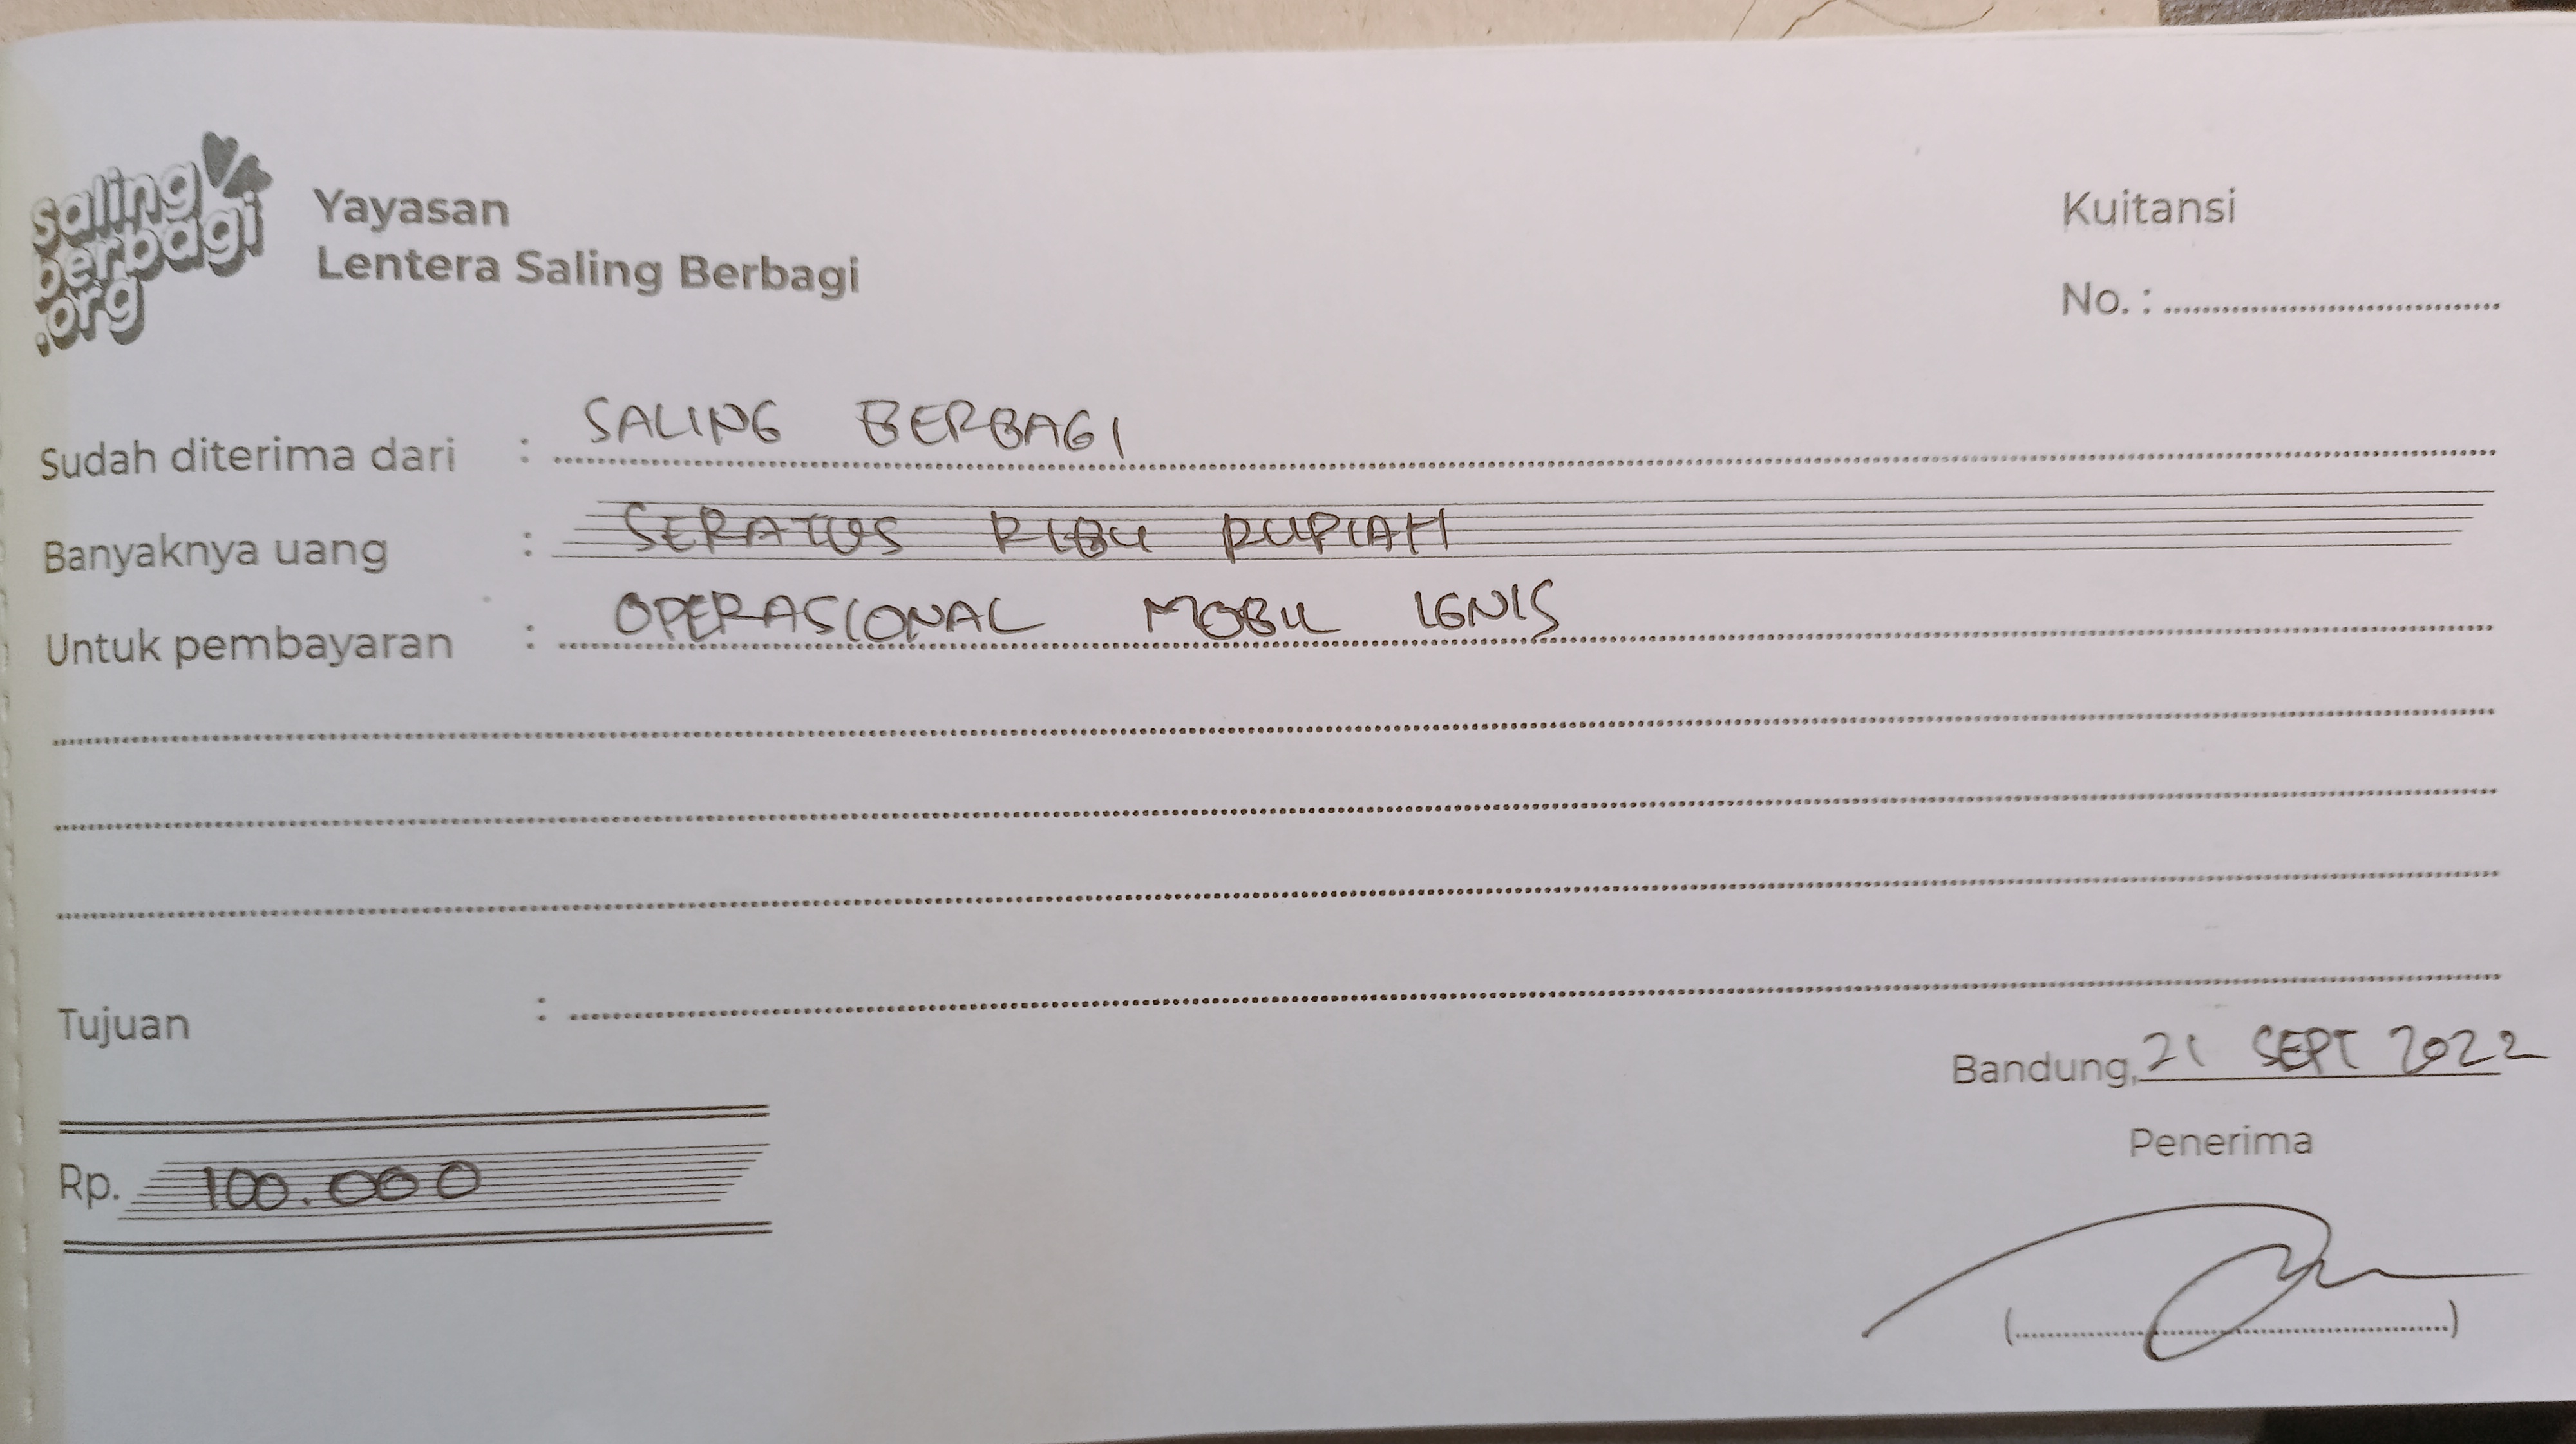 saling
berbagi
.org
Yayasan
Lentera Saling Berbagi
Kuitansi
No. :
Sudah diterima dari : SALING BERBAGI
Banyaknya uang : SERATUS RIBU RUPIAH
Untuk pembayaran : OPERASIONAL MOBIL IGNIS
Tujuan :
Bandung, 21 SEPT 2022
Penerima
Rp. 100.000
(....................)